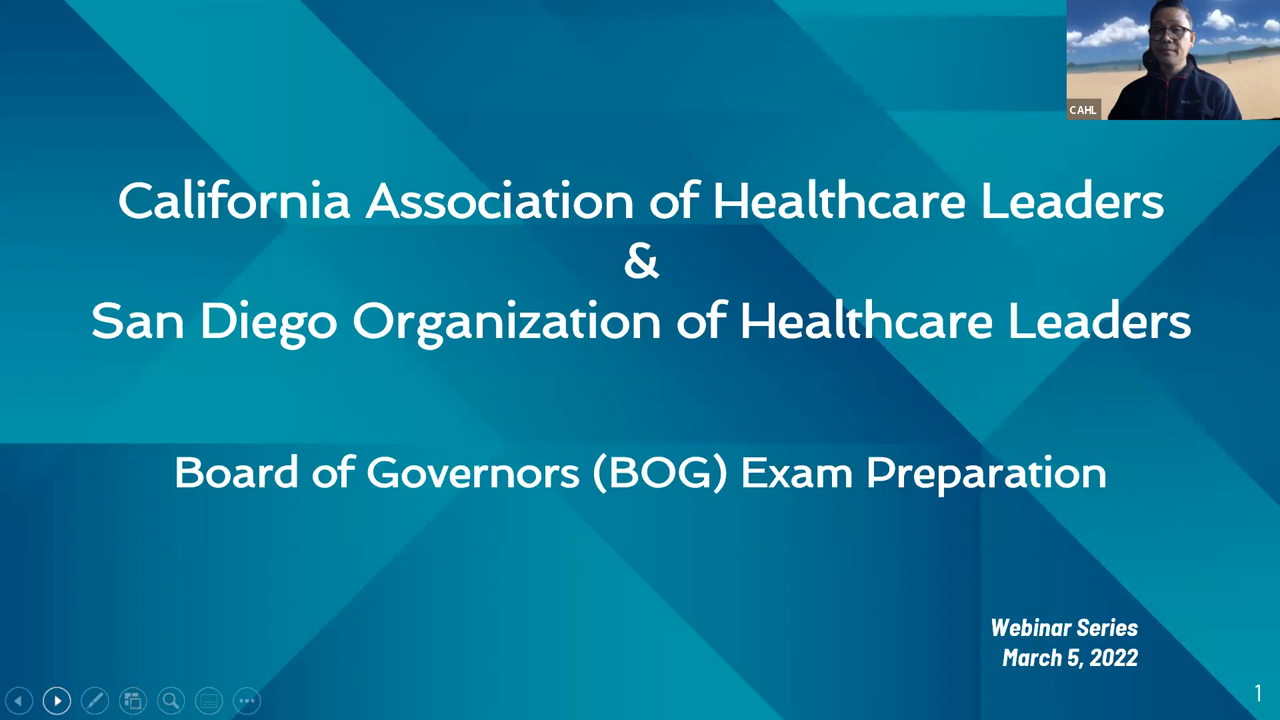 CAHL
California Association of Healthcare Leaders
&
San Diego Organization of Healthcare Leaders
Board of Governors (BOG) Exam Preparation
Webinar Series
March 5, 2022
1